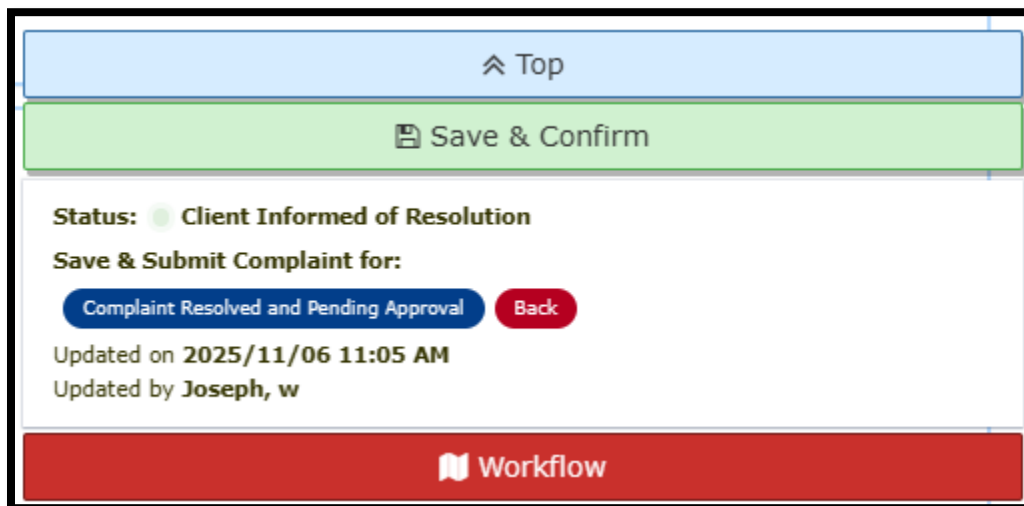 Top
Save & Confirm
Status: Client Informed of Resolution
Save & Submit Complaint for:
Complaint Resolved and Pending Approval Back
Updated on 2025/11/06 11:05 AM
Updated by Joseph, w
Workflow